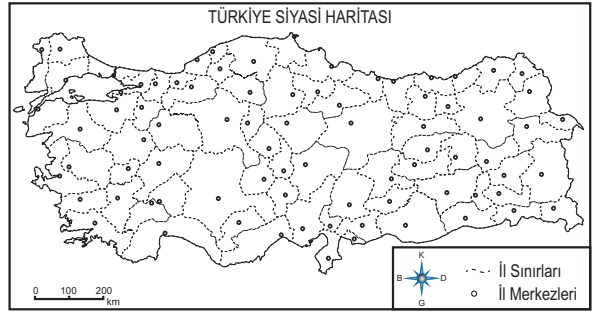 TÜRKİYE SİYASİ HARİTASI
K
B D
G
İl Sınırları
İl Merkezleri
0 100 200
km